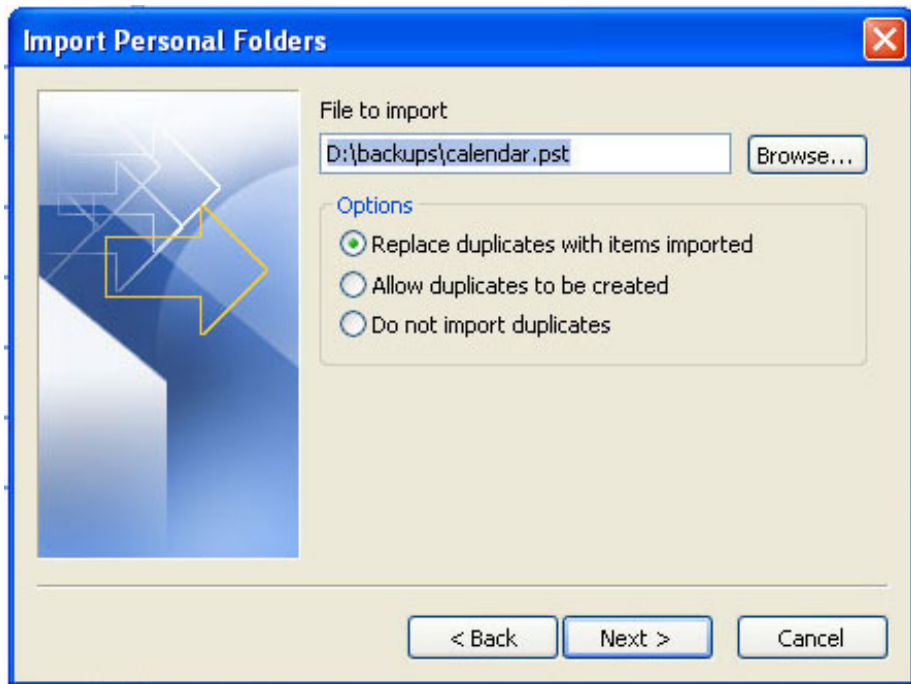 Import Personal Folders
File to import
D:\backups\calendar.pst
Browse...
Options
Replace duplicates with items imported
Allow duplicates to be created
Do not import duplicates
< Back
Next >
Cancel